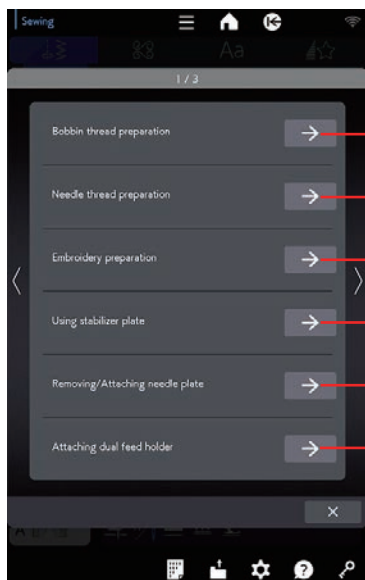 Sewing
Aa
1 / 3
Bobbin thread preparation
Needle thread preparation
Embroidery preparation
Using stabilizer plate
Removing/Attaching needle plate
Attaching dual feed holder